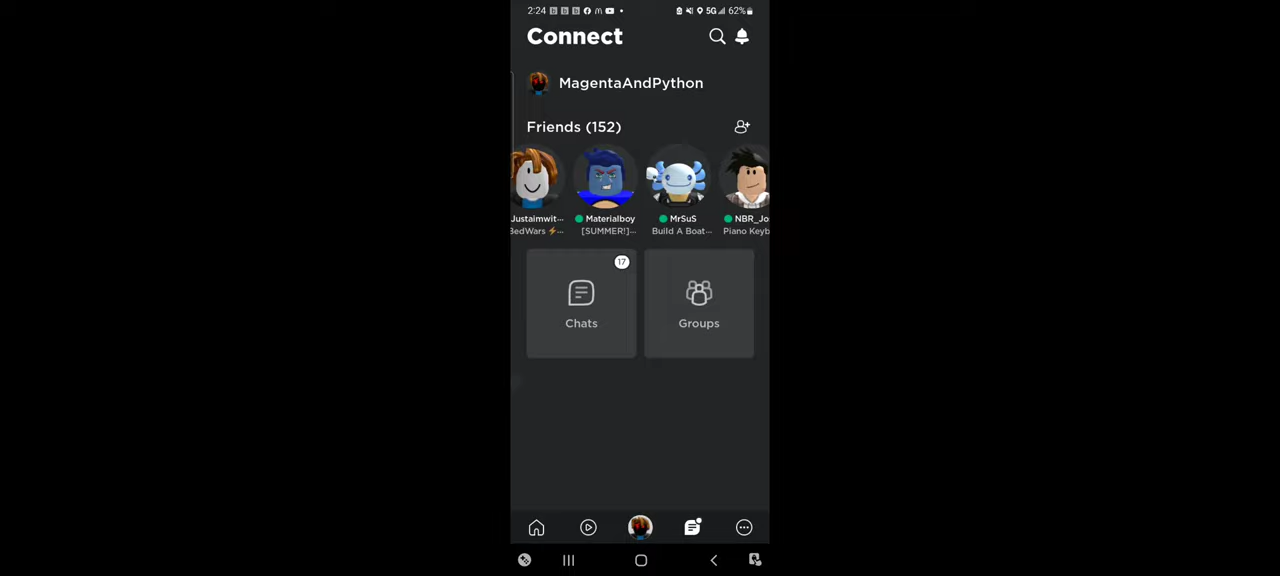 2:24 5G 62%
Connect
MagentaAndPython
Friends (152)
Justaimwit... Materialboy MrSuS NBR_Jo
BedWars ⚡... [SUMMER!]... Build A Boat... Piano Keyb
17
Chats Groups